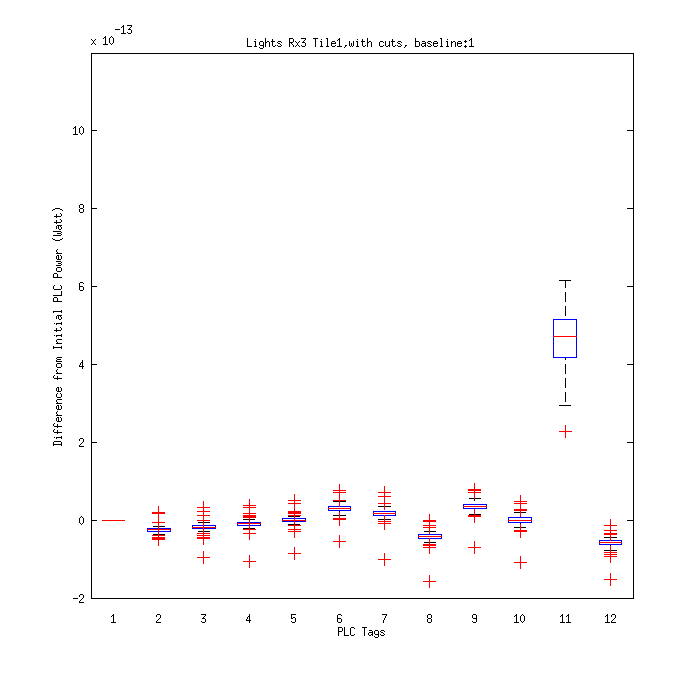 x 10-13
Lights Rx3 Tile1,with cuts, baseline:1
10
8
6
4
2
0
-2
Difference from Initial PLC Power (Watt)
1 2 3 4 5 6 7 8 9 10 11 12
PLC Tags